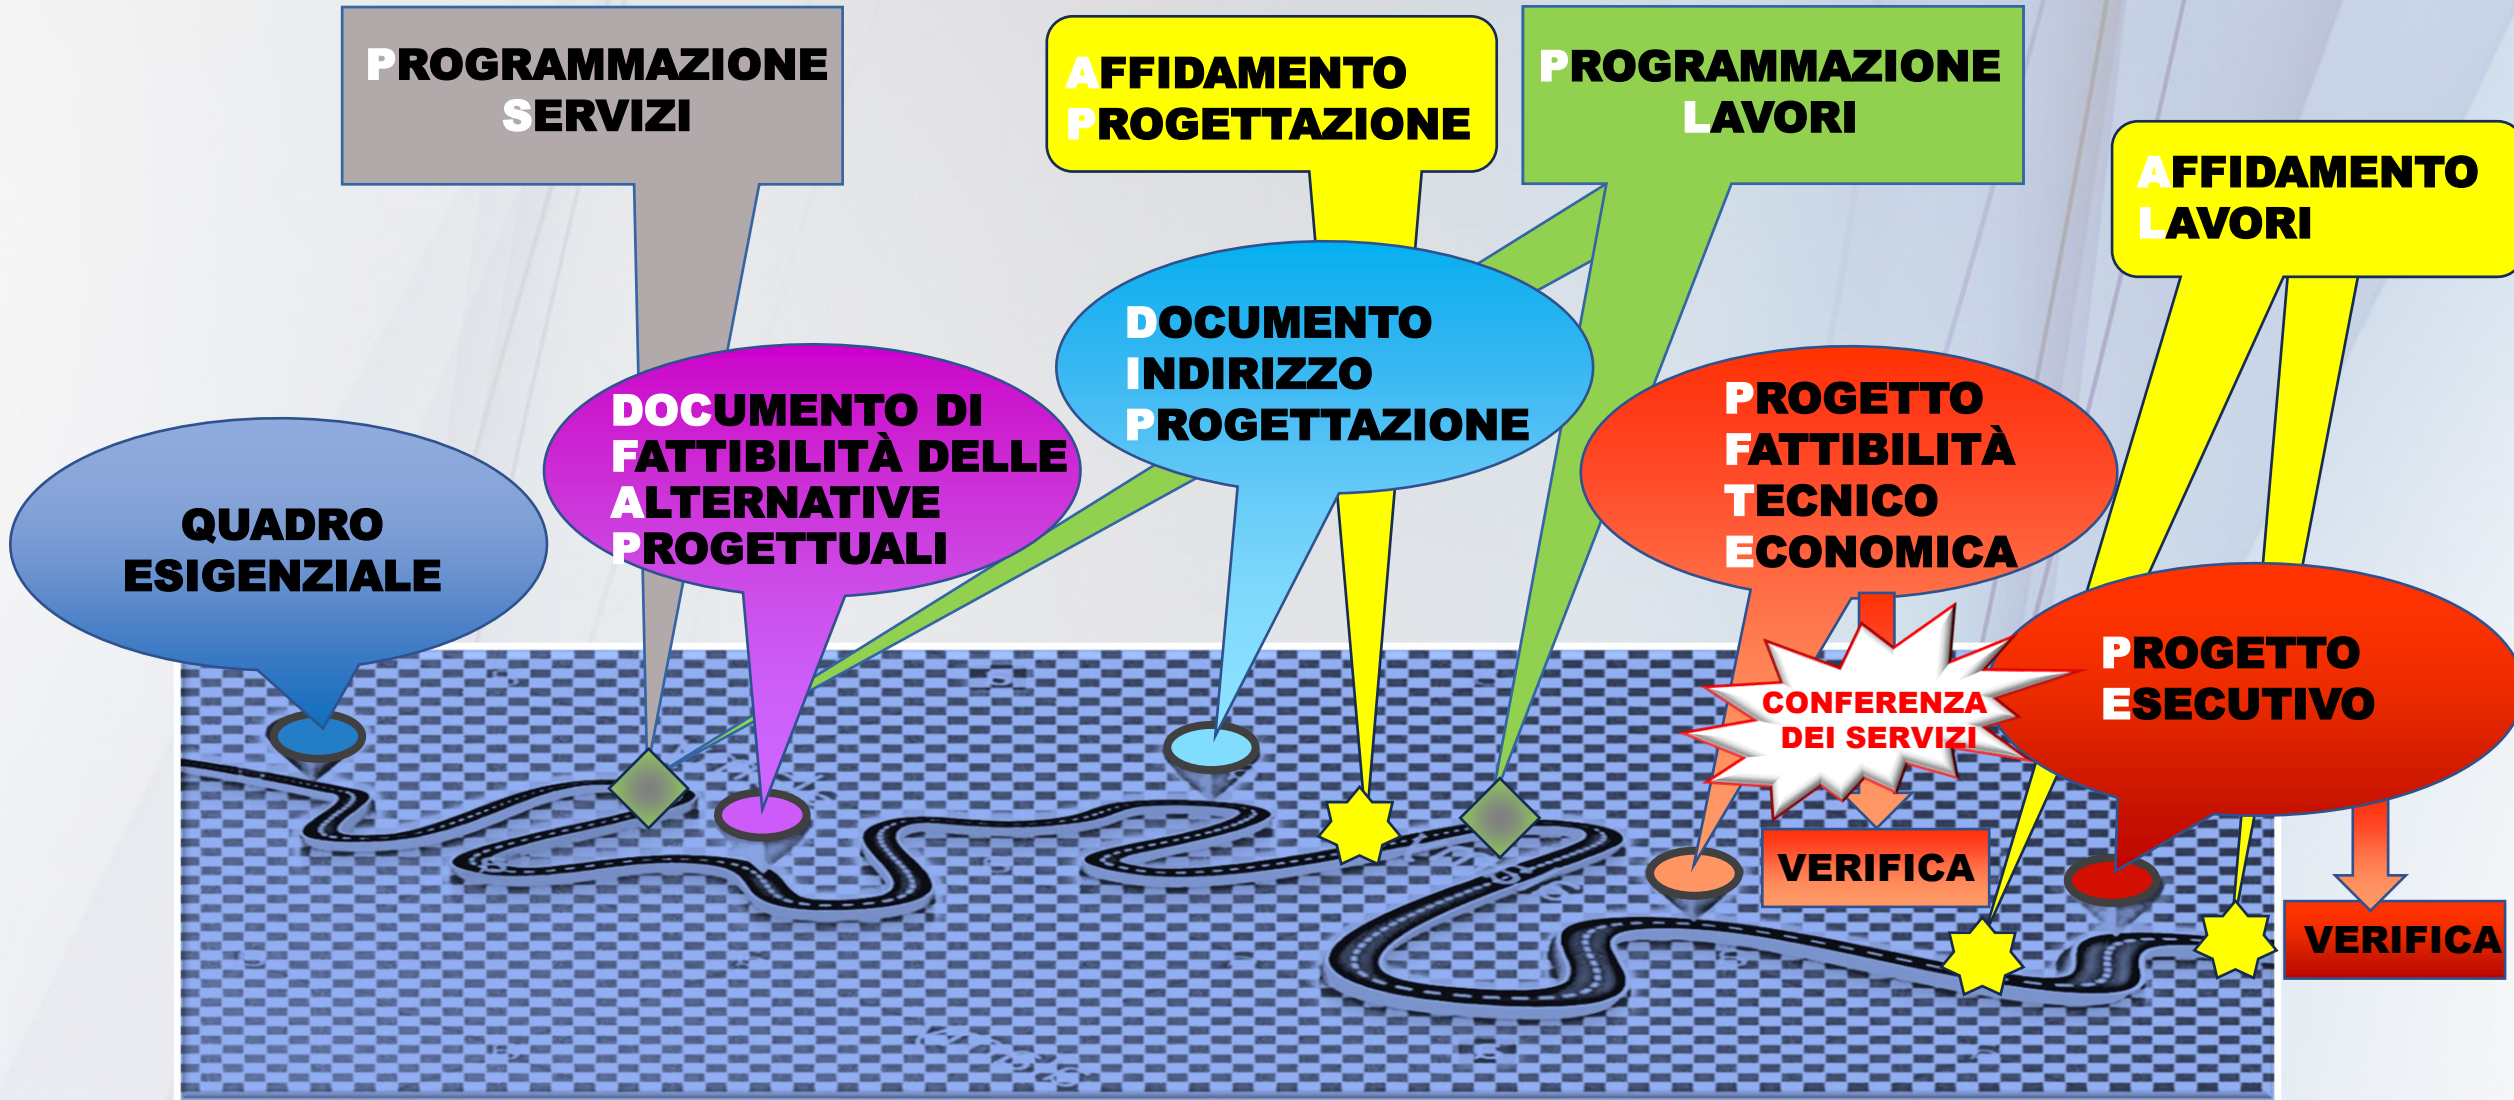 PROGRAMMAZIONE
SERVIZI
AFFIDAMENTO
PROGETTAZIONE
PROGRAMMAZIONE
LAVORI
AFFIDAMENTO
LAVORI
QUADRO
ESIGENZIALE
DOCUMENTO DI
FATTIBILITÀ DELLE
ALTERNATIVE
PROGETTUALI
DOCUMENTO
INDIRIZZO
PROGETTAZIONE
PROGETTO
FATTIBILITÀ
TECNICO
ECONOMICA
CONFERENZA
DEI SERVIZI
PROGETTO
ESECUTIVO
VERIFICA
VERIFICA